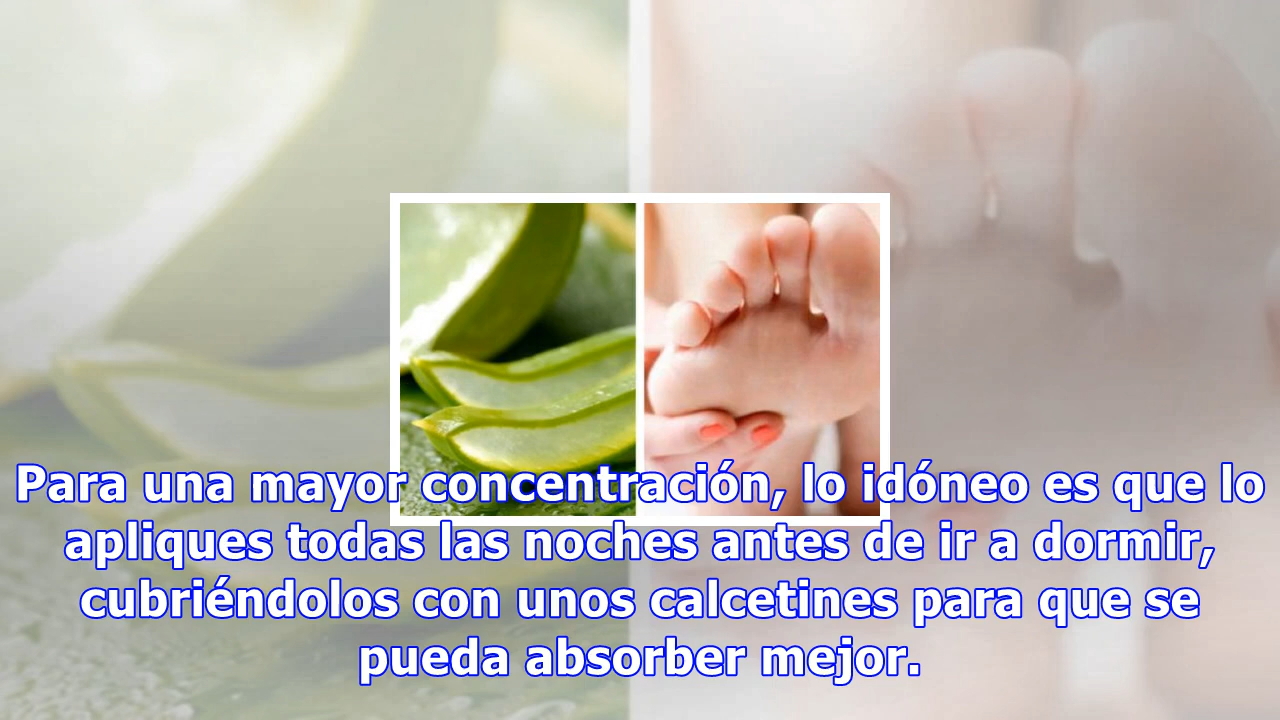 Para una mayor concentración, lo idóneo es que lo
apliques todas las noches antes de ir a dormir,
cubriéndolos con unos calcetines para que se
pueda absorber mejor.